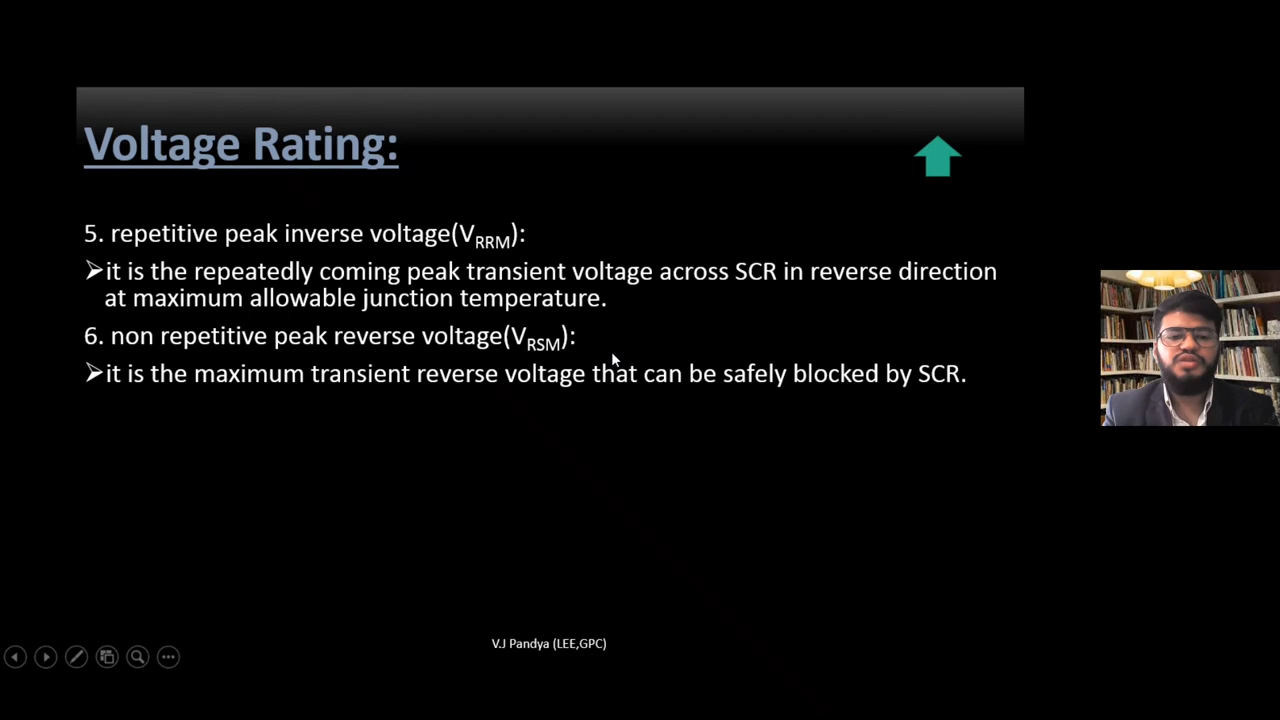 Voltage Rating:
5. repetitive peak inverse voltage(VRRM):
➢it is the repeatedly coming peak transient voltage across SCR in reverse direction
at maximum allowable junction temperature.
6. non repetitive peak reverse voltage(VRSM):
➢it is the maximum transient reverse voltage that can be safely blocked by SCR.
V.J Pandya (LEE,GPC)